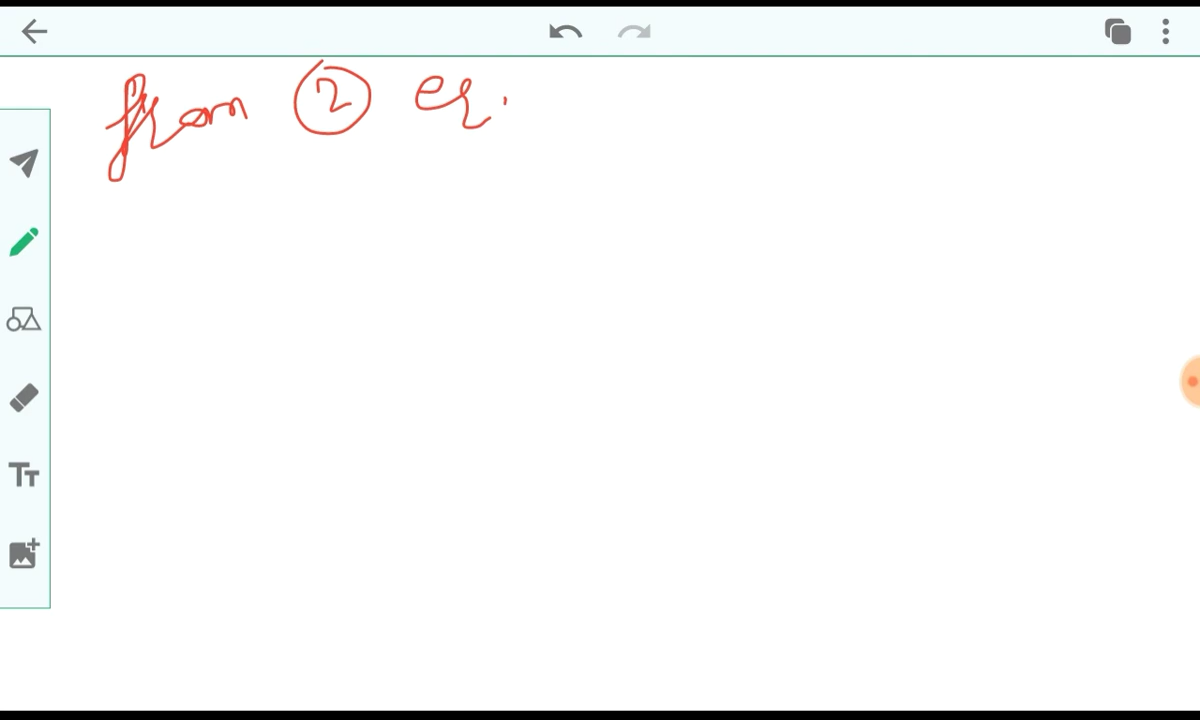 from ② eq.